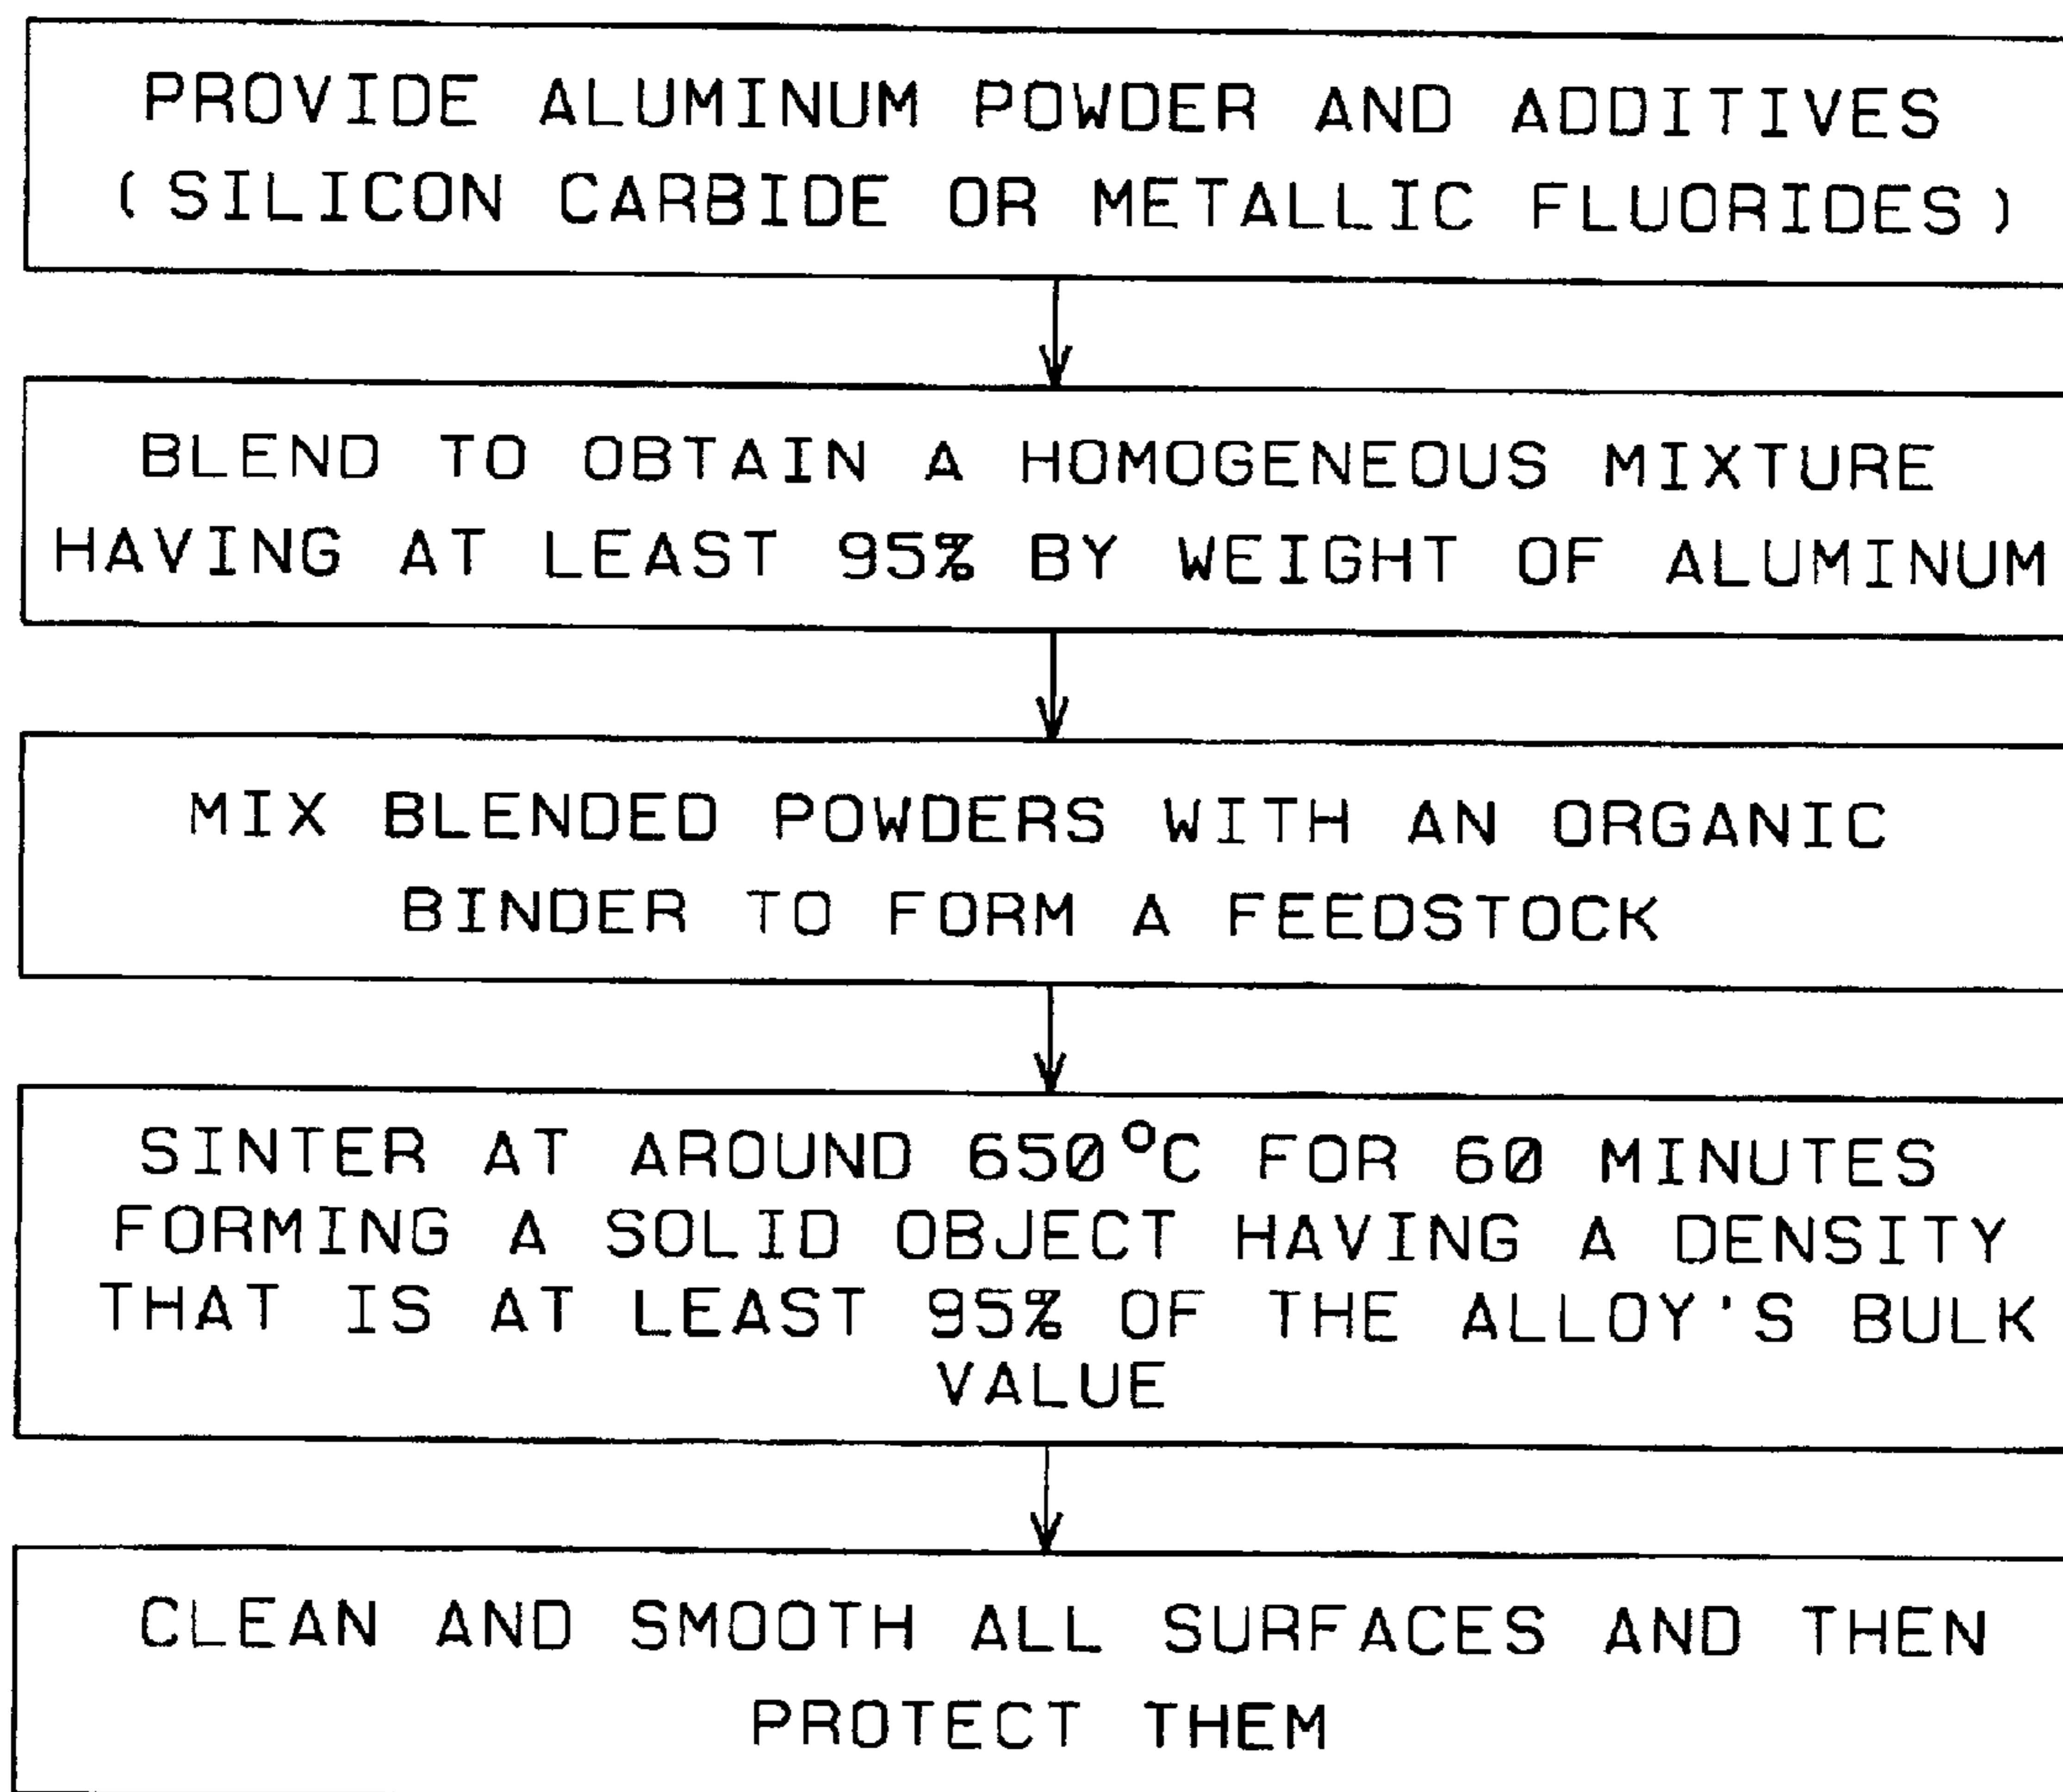 PROVIDE ALUMINUM POWDER AND ADDITIVES
(SILICON CARBIDE OR METALLIC FLUORIDES)
BLEND TO OBTAIN A HOMOGENEOUS MIXTURE
HAVING AT LEAST 95% BY WEIGHT OF ALUMINUM
MIX BLENDED POWDERS WITH AN ORGANIC
BINDER TO FORM A FEEDSTOCK
SINTER AT AROUND 650°C FOR 60 MINUTES
FORMING A SOLID OBJECT HAVING A DENSITY
THAT IS AT LEAST 95% OF THE ALLOY'S BULK
VALUE
CLEAN AND SMOOTH ALL SURFACES AND THEN
PROTECT THEM